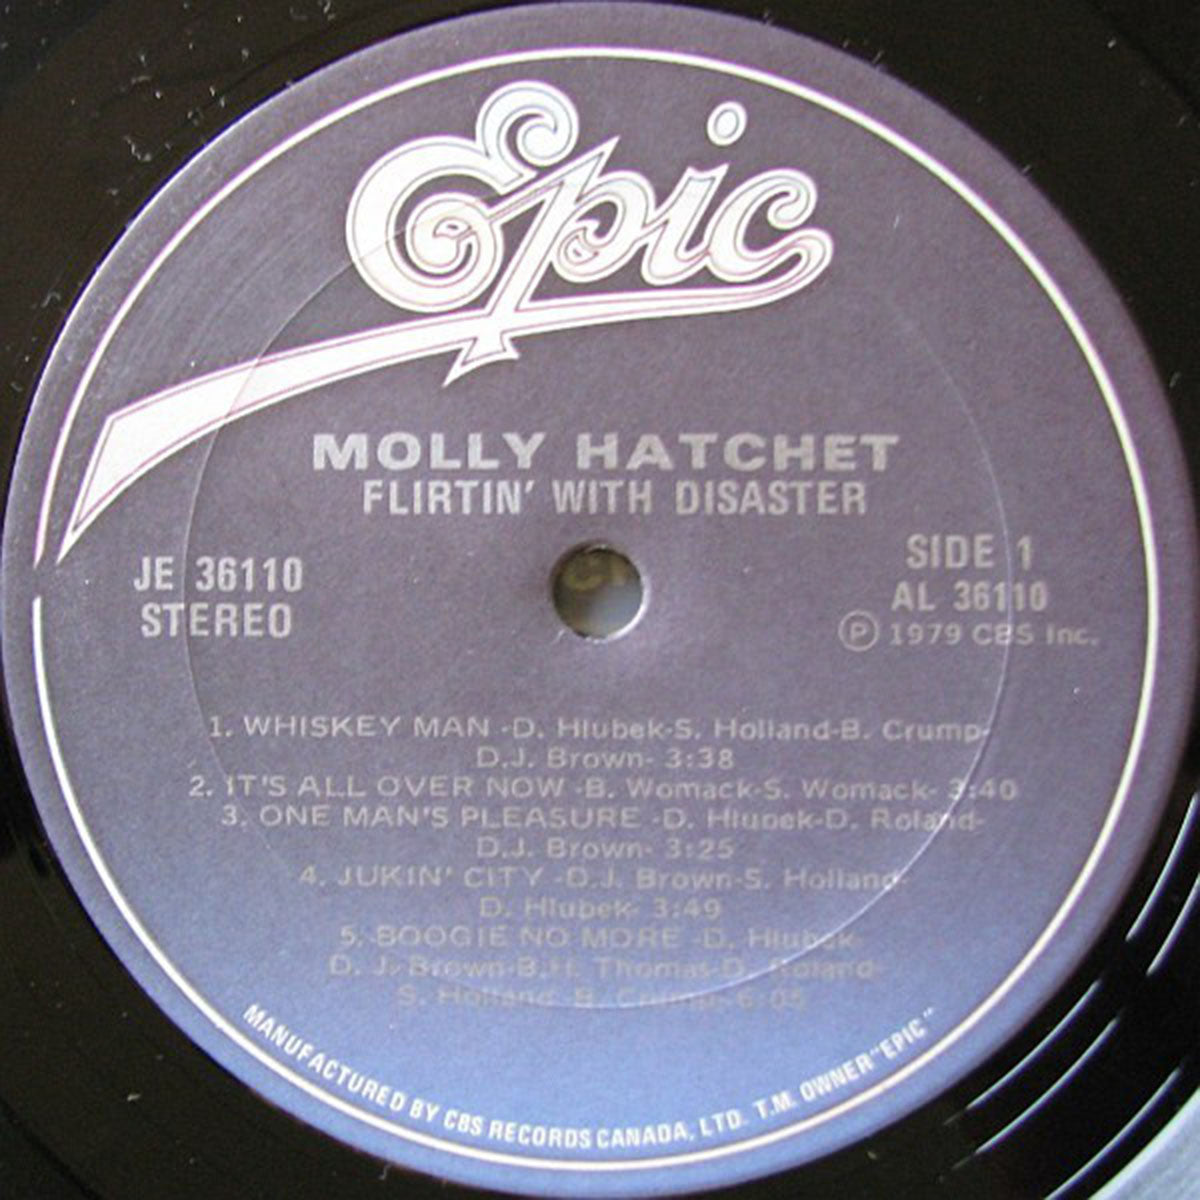 Epic
MOLLY HATCHET
FLIRTIN' WITH DISASTER
JE 36110
STEREO
SIDE 1
AL 36110
Ⓟ 1979 CBS Inc.
1. WHISKEY MAN -D. Hlubek-S. Holland-B. Crump-
D.J. Brown- 3:38
2. IT'S ALL OVER NOW -B. Womack-S. Womack- 3:40
3. ONE MAN'S PLEASURE -D. Hlubek-D. Roland-
D.J. Brown- 3:25
4. JUKIN' CITY -D.J. Brown-S. Holland-
D. Hlubek- 3:49
5. BOOGIE NO MORE -D. Hlubek-
D. J. Brown-B.H. Thomas-D. Roland-
S. Holland -B. Crump- 6:05
MANUFACTURED BY CBS RECORDS CANADA, LTD. T.M. OWNER "EPIC"